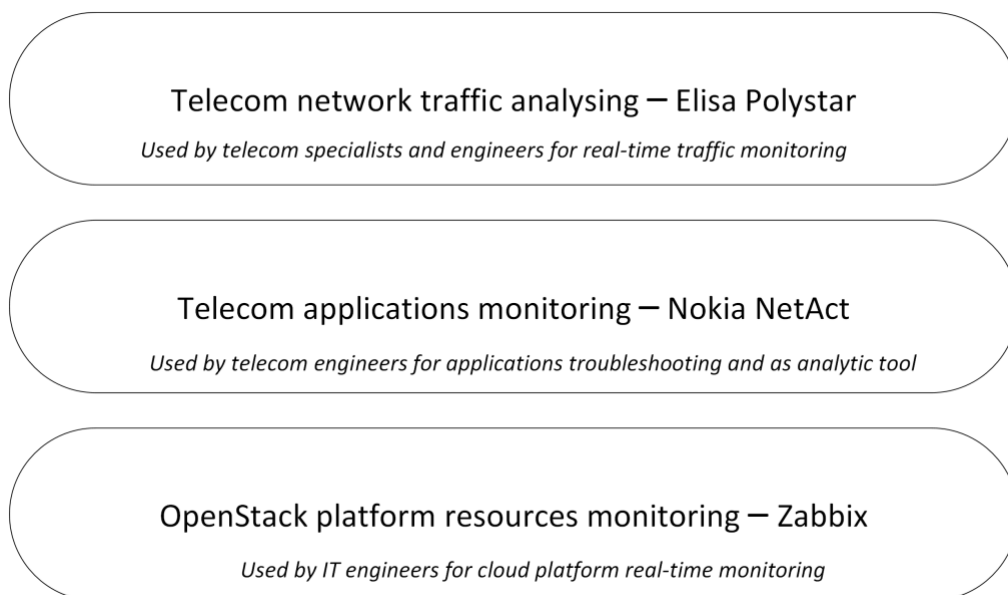 Telecom network traffic analysing – Elisa Polystar
Used by telecom specialists and engineers for real-time traffic monitoring
Telecom applications monitoring – Nokia NetAct
Used by telecom engineers for applications troubleshooting and as analytic tool
OpenStack platform resources monitoring – Zabbix
Used by IT engineers for cloud platform real-time monitoring